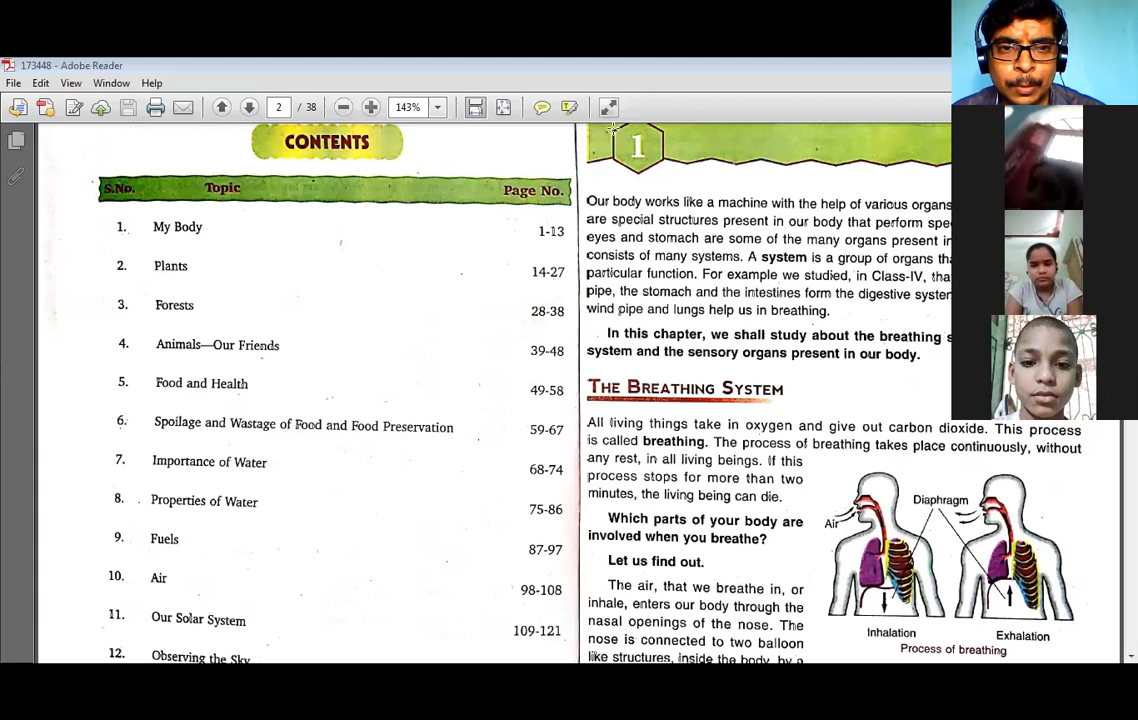 173448 - Adobe Reader
File Edit View Window Help
2 / 38 143%
CONTENTS
S.No. Topic Page No.
1. My Body 1-13
2. Plants 14-27
3. Forests 28-38
4. Animals—Our Friends 39-48
5. Food and Health 49-58
6. Spoilage and Wastage of Food and Food Preservation 59-67
7. Importance of Water 68-74
8. Properties of Water 75-86
9. Fuels 87-97
10. Air 98-108
11. Our Solar System 109-121
12. Observing the Sky
1
Our body works like a machine with the help of various organs
are special structures present in our body that perform spe
eyes and stomach are some of the many organs present in
consists of many systems. A system is a group of organs tha
particular function. For example we studied, in Class-IV, tha
pipe, the stomach and the intestines form the digestive system
wind pipe and lungs help us in breathing.
In this chapter, we shall study about the breathing s
system and the sensory organs present in our body.
THE BREATHING SYSTEM
All living things take in oxygen and give out carbon dioxide. This process
is called breathing. The process of breathing takes place continuously, without
any rest, in all living beings. If this
process stops for more than two
minutes, the living being can die.
Which parts of your body are
involved when you breathe?
Let us find out.
The air, that we breathe in, or
inhale, enters our body through the
nasal openings of the nose. The
nose is connected to two balloon
like structures, inside the body, by a
Air
Diaphragm
Inhalation Exhalation
Process of breathing